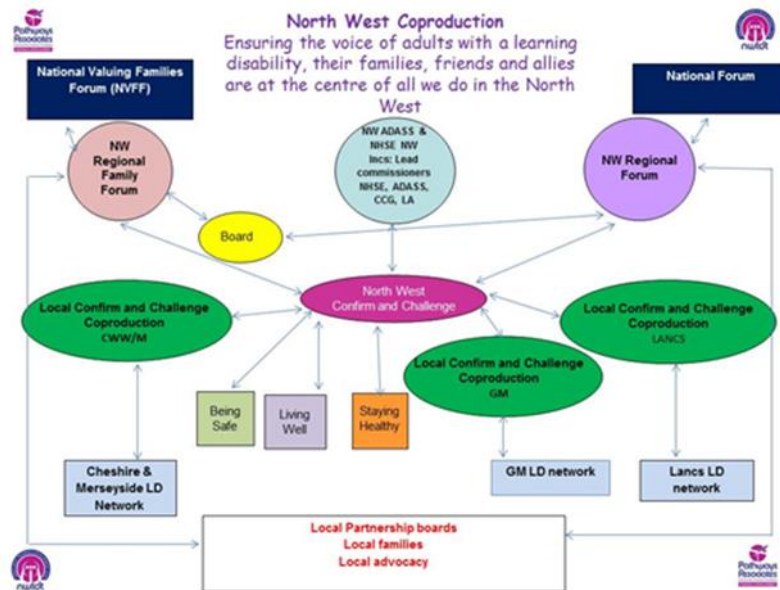 Pathways
Associates
North West Coproduction
Ensuring the voice of adults with a learning
disability, their families, friends and allies
are at the centre of all we do in the North
West
nwtdt
National Valuing Families
Forum (NVFF)
National Forum
NW
Regional
Family
Forum
NW ADASS &
NHSE NW
Incs: Lead
commissioners
NHSE, ADASS,
CCG, LA
NW Regional
Forum
Board
North West
Confirm and Challenge
Local Confirm and Challenge
Coproduction
CWW/M
Local Confirm and Challenge
Coproduction
LANCS
Local Confirm and Challenge
Coproduction
GM
Being
Safe
Living
Well
Staying
Healthy
Cheshire &
Merseyside LD
Network
GM LD network
Lancs LD
network
Local Partnership boards
Local families
Local advocacy
nwtdt
Pathways
Associates